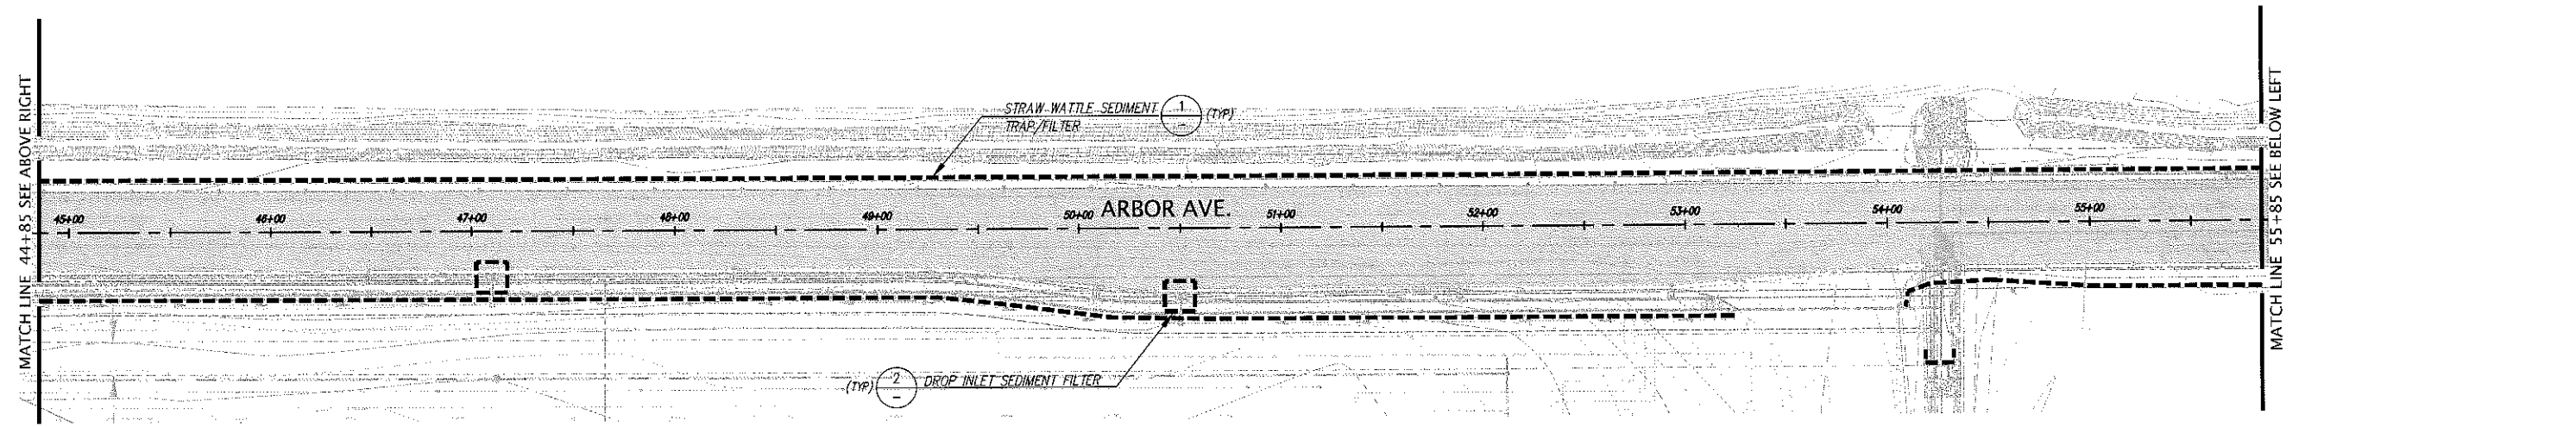 MATCH LINE 44+85 SEE ABOVE RIGHT
STRAW WATTLE SEDIMENT
TRAP/FILTER
1
–
(TYP)
45+00 46+00 47+00 48+00 49+00 50+00 ARBOR AVE. 51+00 52+00 53+00 54+00 55+00
(TYP)
2
–
DROP INLET SEDIMENT FILTER
MATCH LINE 55+85 SEE BELOW LEFT